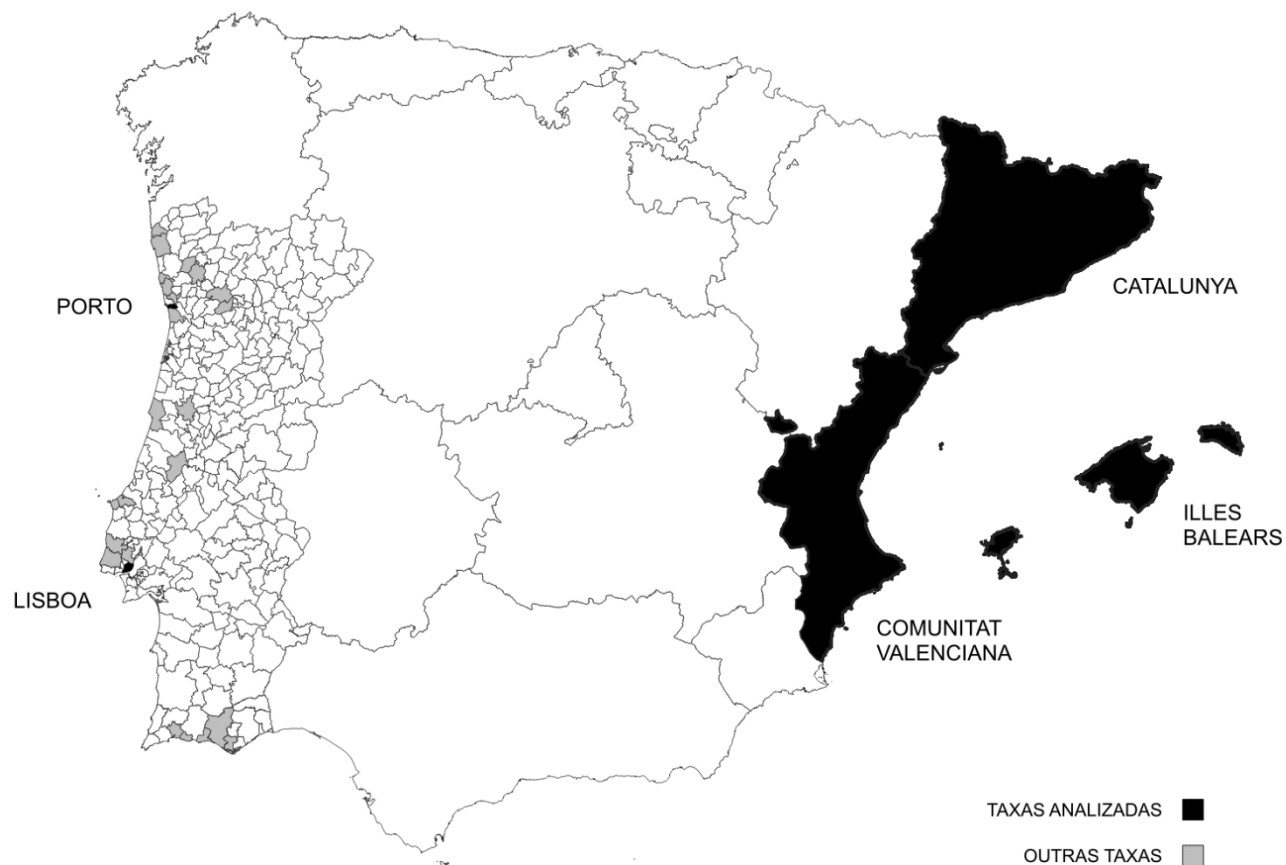 PORTO
CATALUNYA
ILLES
BALEARS
LISBOA
COMUNITAT
VALENCIANA
TAXAS ANALIZADAS
OUTRAS TAXAS